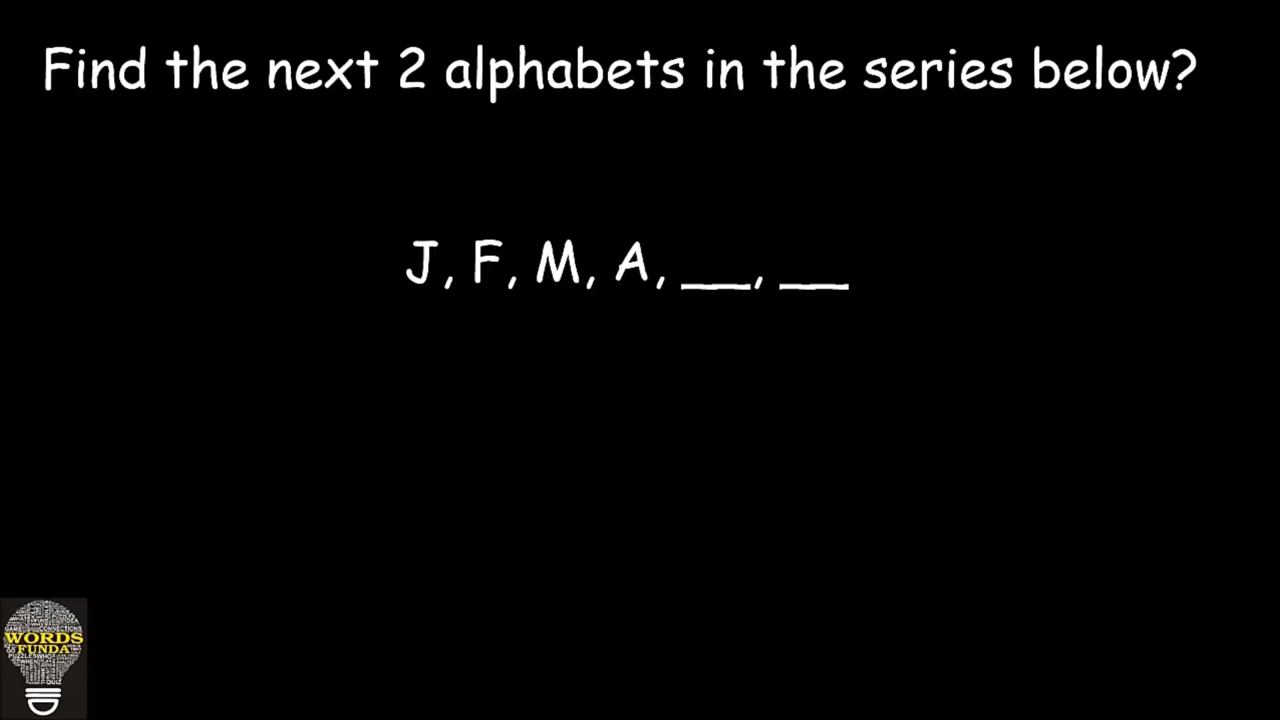 Find the next 2 alphabets in the series below?
J, F, M, A, __, __
WORDS
FUNDA